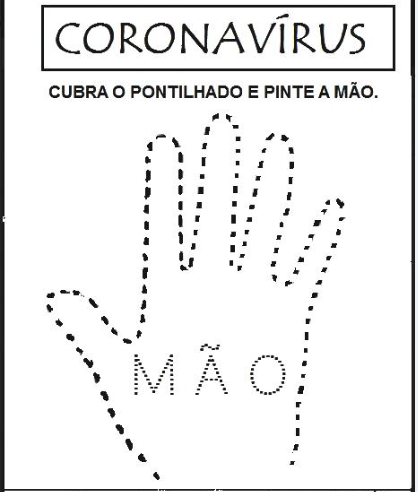 CORONAVÍRUS
CUBRA O PONTILHADO E PINTE A MÃO.
MÃO